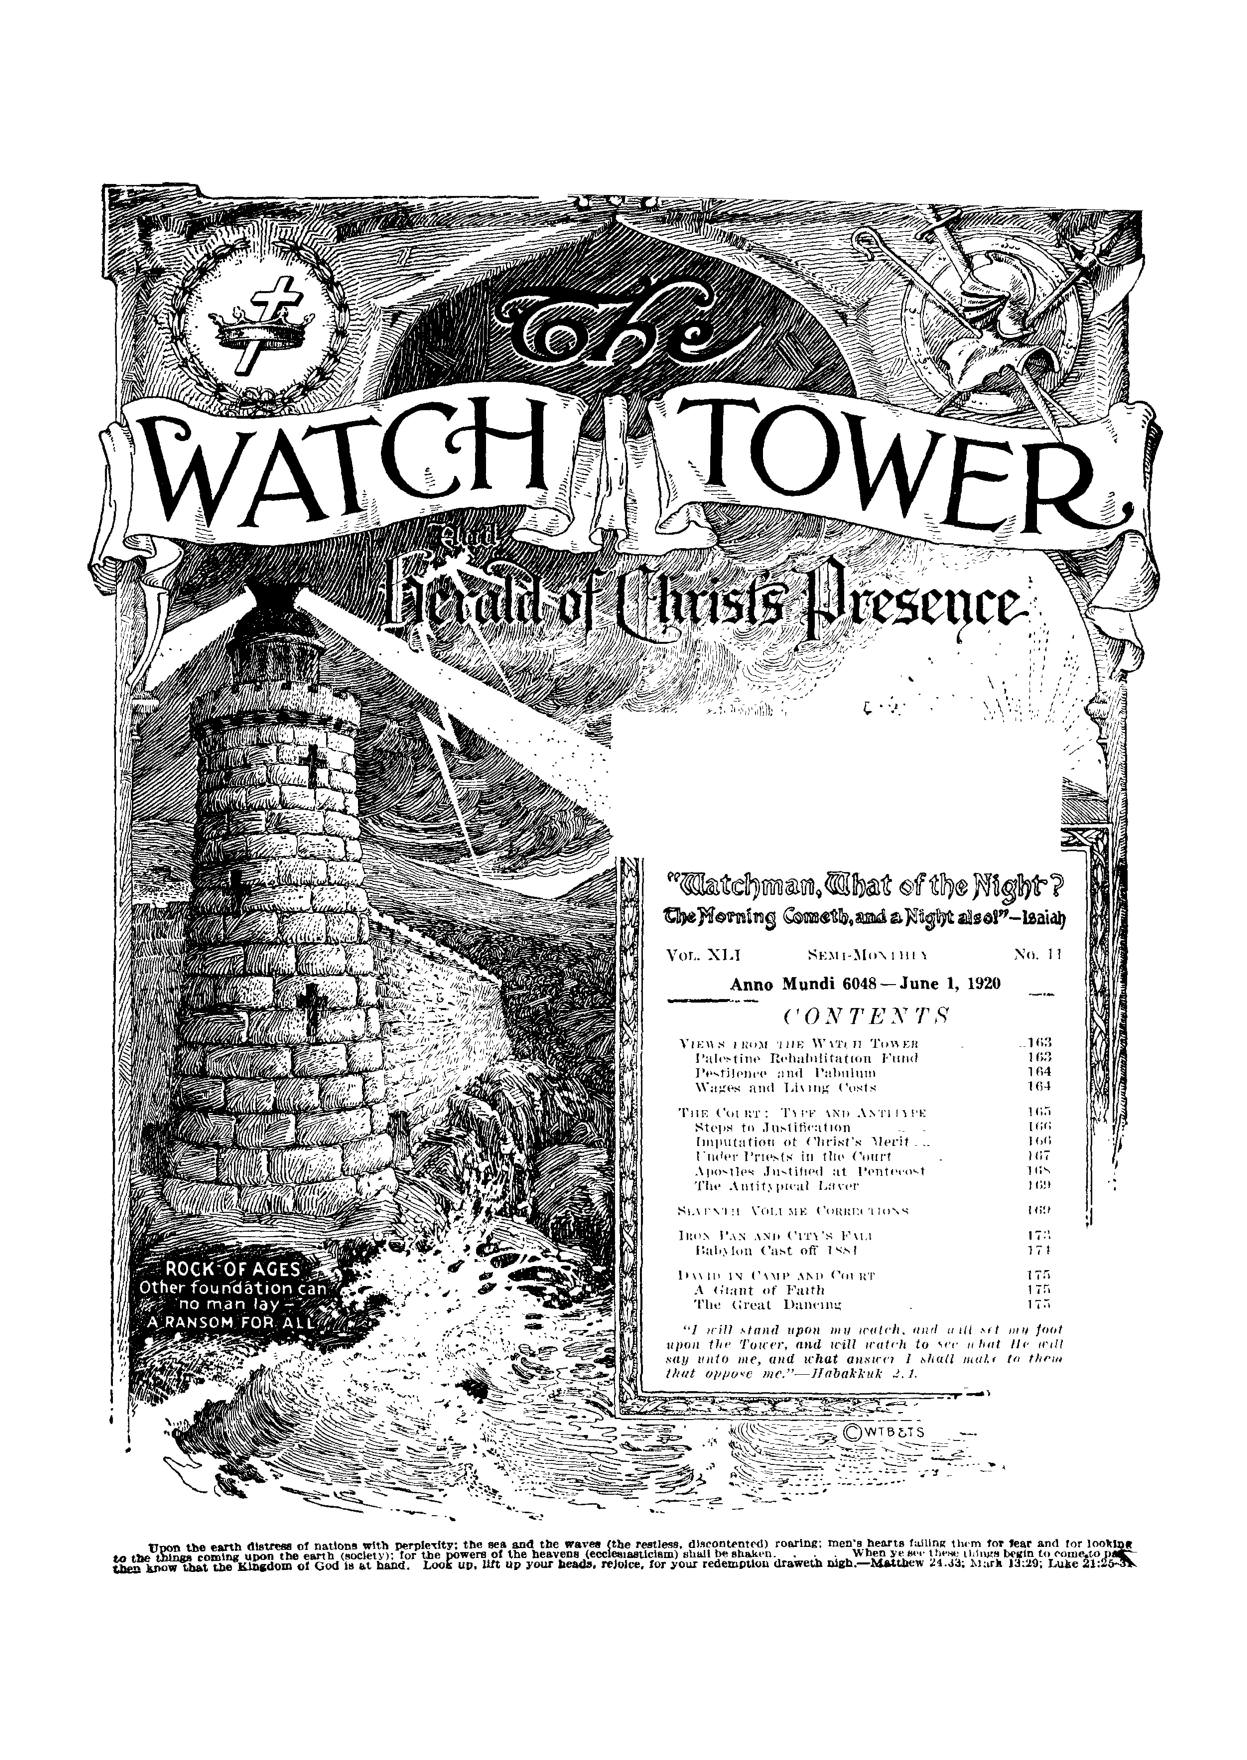 The
WATCH TOWER
And
Herald of Christ's Presence
"Watchman, What of the Night?
The Morning Cometh, and a Night also!"—Isaiah
VOL. XLI SEMI-MONTHLY No. 11
Anno Mundi 6048—June 1, 1920
CONTENTS
VIEWS FROM THE WATCH TOWER 163
Palestine Rehabilitation Fund 163
Pestilence and Pabulum 164
Wages and Living Costs 164
THE COURT: TYPE AND ANTITYPE 165
Steps to Justification 166
Imputation of Christ's Merit 166
Under Priests in the Court 167
Apostles Justified at Pentecost 168
The Antitypical Laver 169
SEVENTH VOLUME CORRECTIONS 169
IRON PAN AND CITY'S FALL 173
Babylon Cast off 1881 174
DAVID IN CAMP AND COURT 175
A Giant of Faith 175
The Great Dancing 175
"I will stand upon my watch, and will set my foot
upon the Tower, and will watch to see what He will
say unto me, and what answer I shall make to them
that oppose me."—Habakkuk 2:1.
ROCK OF AGES
Other foundation can
no man lay—
A RANSOM FOR ALL
©WTB&TS
Upon the earth distress of nations with perplexity; the sea and the waves (the restless, discontented) roaring; men's hearts failing them for fear and for looking
to the things coming upon the earth (society); for the powers of the heavens (ecclesiasticism) shall be shaken. . . . When ye see these things begin to come to
then know that the Kingdom of God is at hand. Look up, lift up your heads, rejoice, for your redemption draweth nigh.—Matthew 24:33; Mark 13:29; Luke 21:25-31